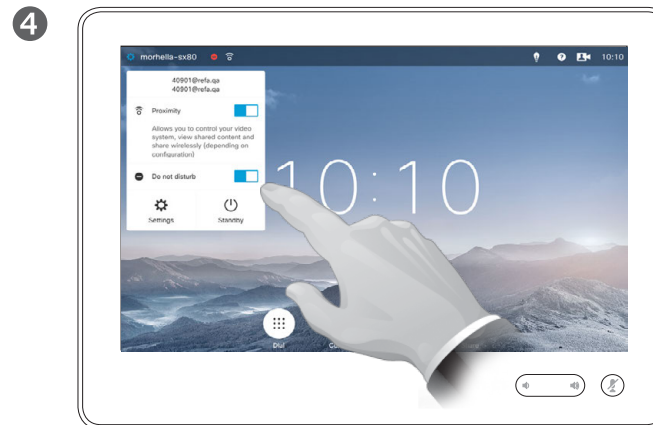 4
morhella-sx80
10:10
40901@refa.qa
40901@refa.qa
Proximity
Allows you to control your video
system, view shared content and
share wirelessly (depending on
configuration)
Do not disturb
10:10
Settings
Standby
Dial